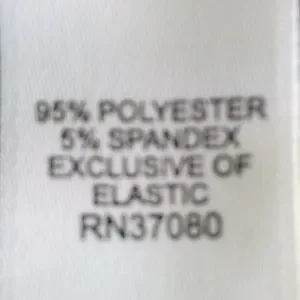 95% POLYESTER
5% SPANDEX
EXCLUSIVE OF
ELASTIC
RN37080